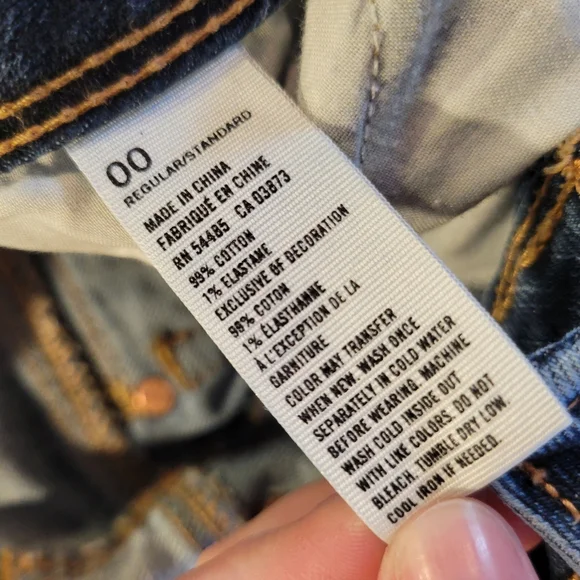 00
REGULAR/STANDARD
MADE IN CHINA
FABRIQUÉ EN CHINE
RN 54485 CA 03873
99% COTTON
1% ELASTANE
EXCLUSIVE OF DECORATION
99% COTON
1% ÉLASTHANNE
À L'EXCEPTION DE LA
GARNITURE
COLOR MAY TRANSFER
WHEN NEW. WASH ONCE
SEPARATELY IN COLD WATER
BEFORE WEARING. MACHINE
WASH COLD INSIDE OUT
WITH LIKE COLORS. DO NOT
BLEACH. TUMBLE DRY LOW.
COOL IRON IF NEEDED.